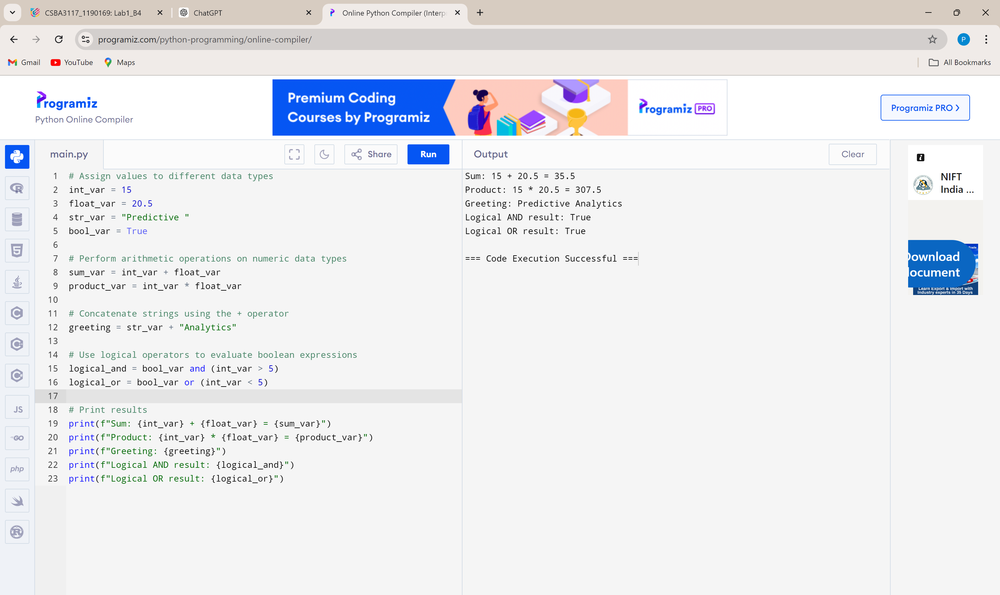 CSBA3117_1190169: Lab1_B4
ChatGPT
Online Python Compiler (Interp
programiz.com/python-programming/online-compiler/
P
Gmail
YouTube
Maps
All Bookmarks
Programiz
Python Online Compiler
Premium Coding
Courses by Programiz
Programiz PRO
Programiz PRO
main.py
Share
Run
Output
Clear
1 # Assign values to different data types
2 int_var = 15
3 float_var = 20.5
4 str_var = "Predictive "
5 bool_var = True
6
7 # Perform arithmetic operations on numeric data types
8 sum_var = int_var + float_var
9 product_var = int_var * float_var
10
11 # Concatenate strings using the + operator
12 greeting = str_var + "Analytics"
13
14 # Use logical operators to evaluate boolean expressions
15 logical_and = bool_var and (int_var > 5)
16 logical_or = bool_var or (int_var < 5)
17
18 # Print results
19 print(f"Sum: {int_var} + {float_var} = {sum_var}")
20 print(f"Product: {int_var} * {float_var} = {product_var}")
21 print(f"Greeting: {greeting}")
22 print(f"Logical AND result: {logical_and}")
23 print(f"Logical OR result: {logical_or}")
Sum: 15 + 20.5 = 35.5
Product: 15 * 20.5 = 307.5
Greeting: Predictive Analytics
Logical AND result: True
Logical OR result: True
=== Code Execution Successful ===
R
5
C
C
C#
JS
GO
php
R
NIFT
India ...
Trade
Download
ocument
Learn Export & Import with
Industry experts in 35 Days